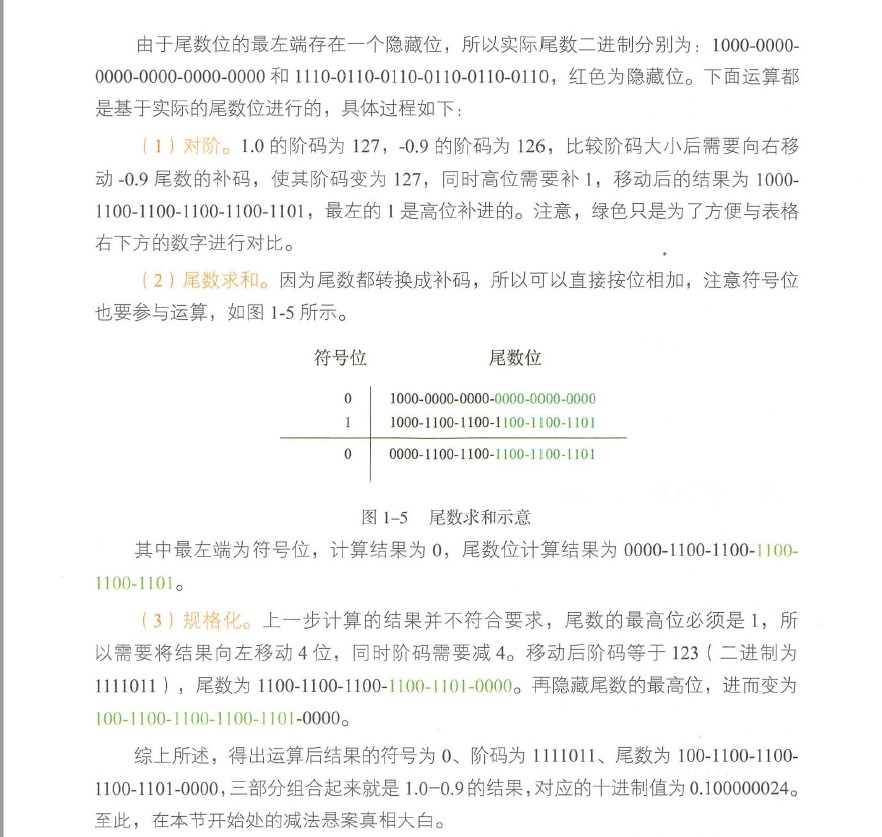 由于尾数位的最左端存在一个隐藏位，所以实际尾数二进制分别为：1000-0000-
0000-0000-0000-0000 和 1110-0110-0110-0110-0110-0110，红色为隐藏位。下面运算都
是基于实际的尾数位进行的，具体过程如下：
（1）对阶。1.0 的阶码为 127，-0.9 的阶码为 126，比较阶码大小后需要向右移
动 -0.9 尾数的补码，使其阶码变为 127，同时高位需要补 1，移动后的结果为 1000-
1100-1100-1100-1100-1101，最左的 1 是高位补进的。注意，绿色只是为了方便与表格
右下方的数字进行对比。
（2）尾数求和。因为尾数都转换成补码，所以可以直接按位相加，注意符号位
也要参与运算，如图 1-5 所示。
符号位 尾数位
0 1000-0000-0000-0000-0000-0000
1 1000-1100-1100-1100-1100-1101
0 0000-1100-1100-1100-1100-1101
图 1-5 尾数求和示意
其中最左端为符号位，计算结果为 0，尾数位计算结果为 0000-1100-1100-1100-
1100-1101。
（3）规格化。上一步计算的结果并不符合要求，尾数的最高位必须是 1，所
以需要将结果向左移动 4 位，同时阶码需要减 4。移动后阶码等于 123（二进制为
1111011），尾数为 1100-1100-1100-1100-1101-0000。再隐藏尾数的最高位，进而变为
100-1100-1100-1100-1101-0000。
综上所述，得出运算后结果的符号为 0、阶码为 1111011、尾数为 100-1100-1100-
1100-1101-0000，三部分组合起来就是 1.0-0.9 的结果，对应的十进制值为 0.100000024。
至此，在本节开始处的减法悬案真相大白。